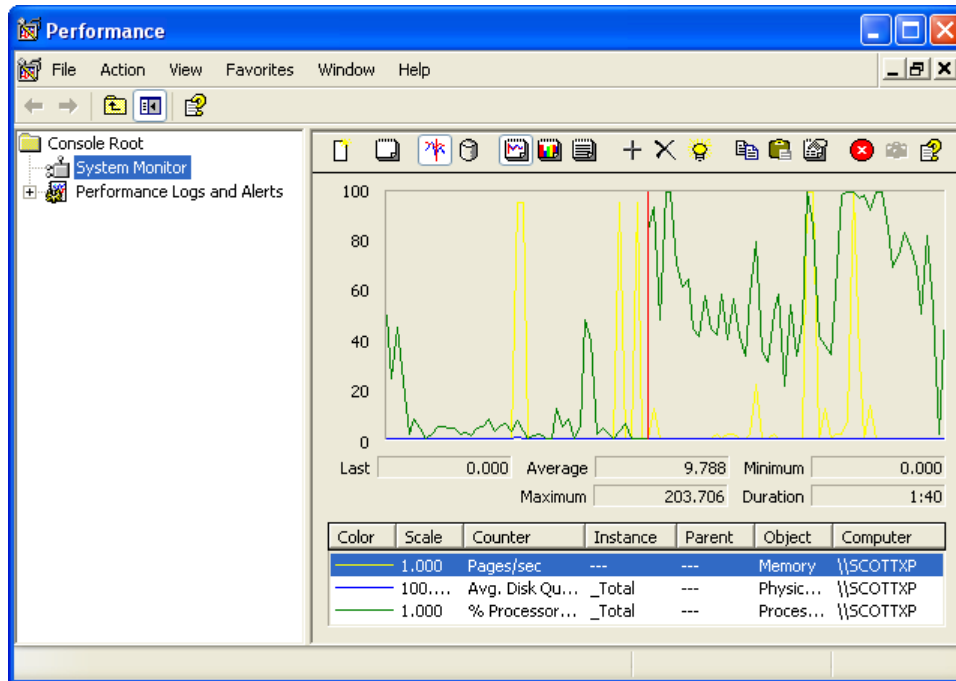 Performance
File Action View Favorites Window Help
Console Root
System Monitor
Performance Logs and Alerts
100
80
60
40
20
0
Last 0.000 Average 9.788 Minimum 0.000
Maximum 203.706 Duration 1:40
Color Scale Counter Instance Parent Object Computer
1.000 Pages/sec --- --- Memory \\SCOTTXP
100.... Avg. Disk Qu... _Total --- Physic... \\SCOTTXP
1.000 % Processor... _Total --- Proces... \\SCOTTXP